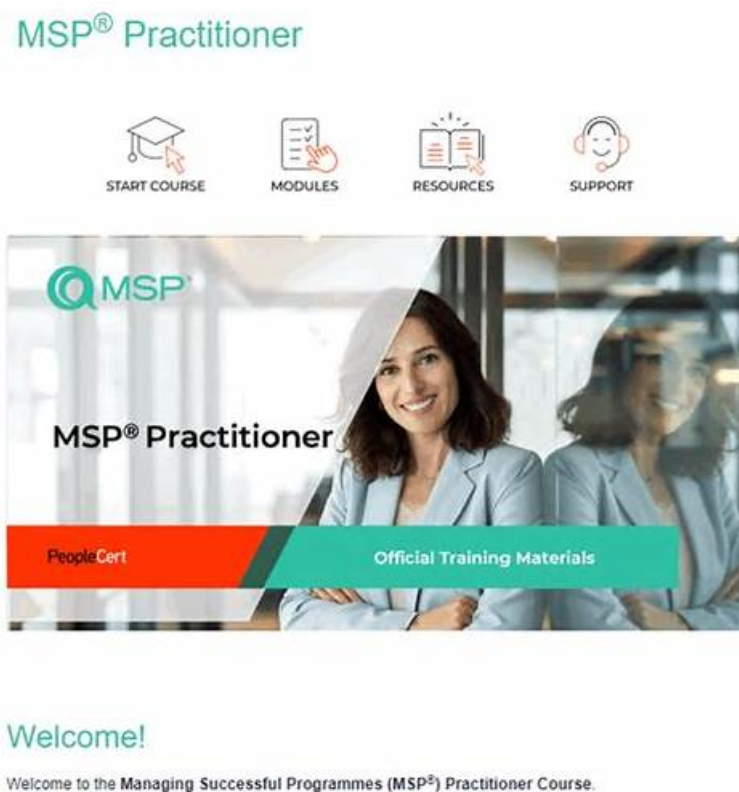 MSP® Practitioner
START COURSE
MODULES
RESOURCES
SUPPORT
MSP®
MSP® Practitioner
PeopleCert
Official Training Materials
Welcome!
Welcome to the Managing Successful Programmes (MSP®) Practitioner Course.